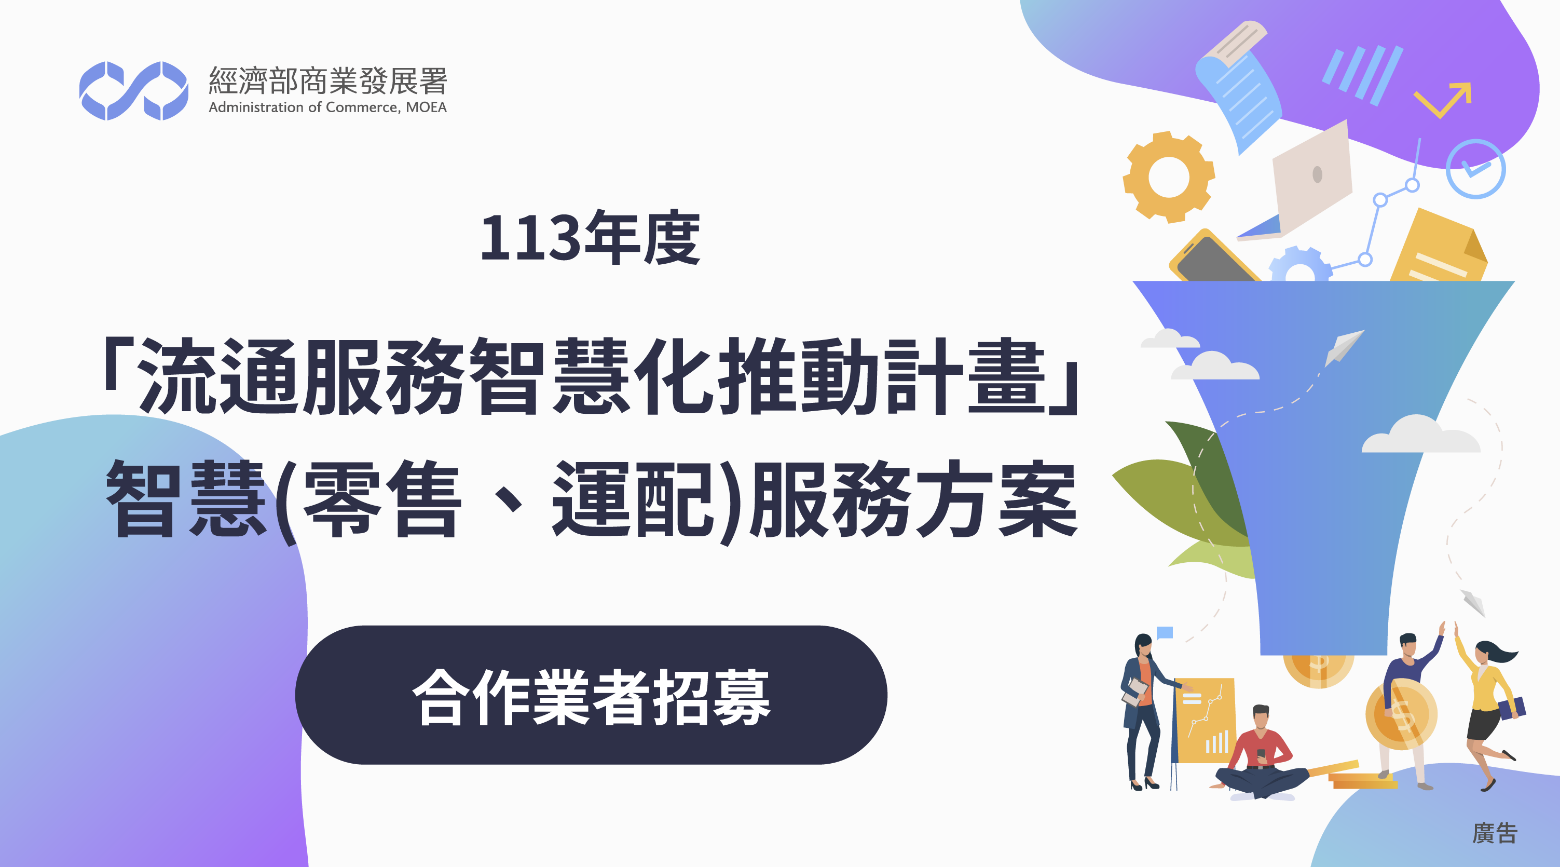 經濟部商業發展署
Administration of Commerce, MOEA
113年度
「流通服務智慧化推動計畫」
智慧(零售、運配)服務方案
合作業者招募
廣告